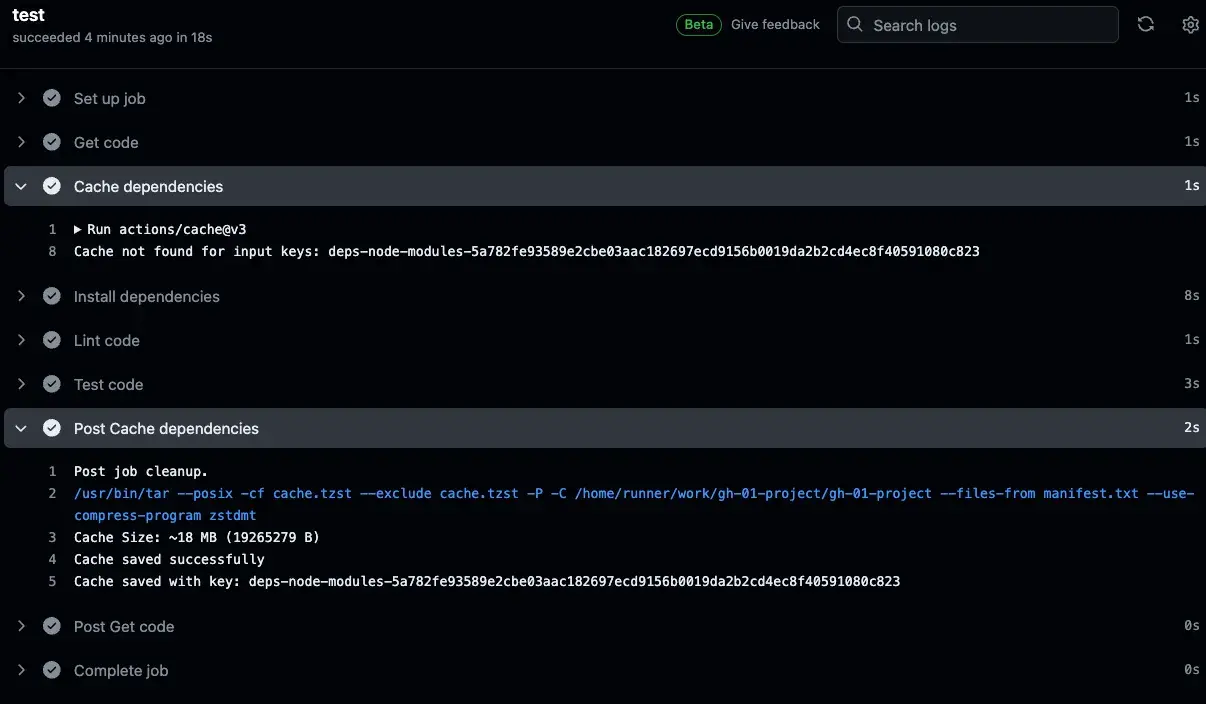 test
succeeded 4 minutes ago in 18s
Beta Give feedback Search logs
Set up job 1s
Get code 1s
Cache dependencies 1s
1 ▶ Run actions/cache@v3
8 Cache not found for input keys: deps-node-modules-5a782fe93589e2cbe03aac182697ecd9156b0019da2b2cd4ec8f40591080c823
Install dependencies 8s
Lint code 1s
Test code 3s
Post Cache dependencies 2s
1 Post job cleanup.
2 /usr/bin/tar --posix -cf cache.tzst --exclude cache.tzst -P -C /home/runner/work/gh-01-project/gh-01-project --files-from manifest.txt --use-
compress-program zstdmt
3 Cache Size: ~18 MB (19265279 B)
4 Cache saved successfully
5 Cache saved with key: deps-node-modules-5a782fe93589e2cbe03aac182697ecd9156b0019da2b2cd4ec8f40591080c823
Post Get code 0s
Complete job 0s